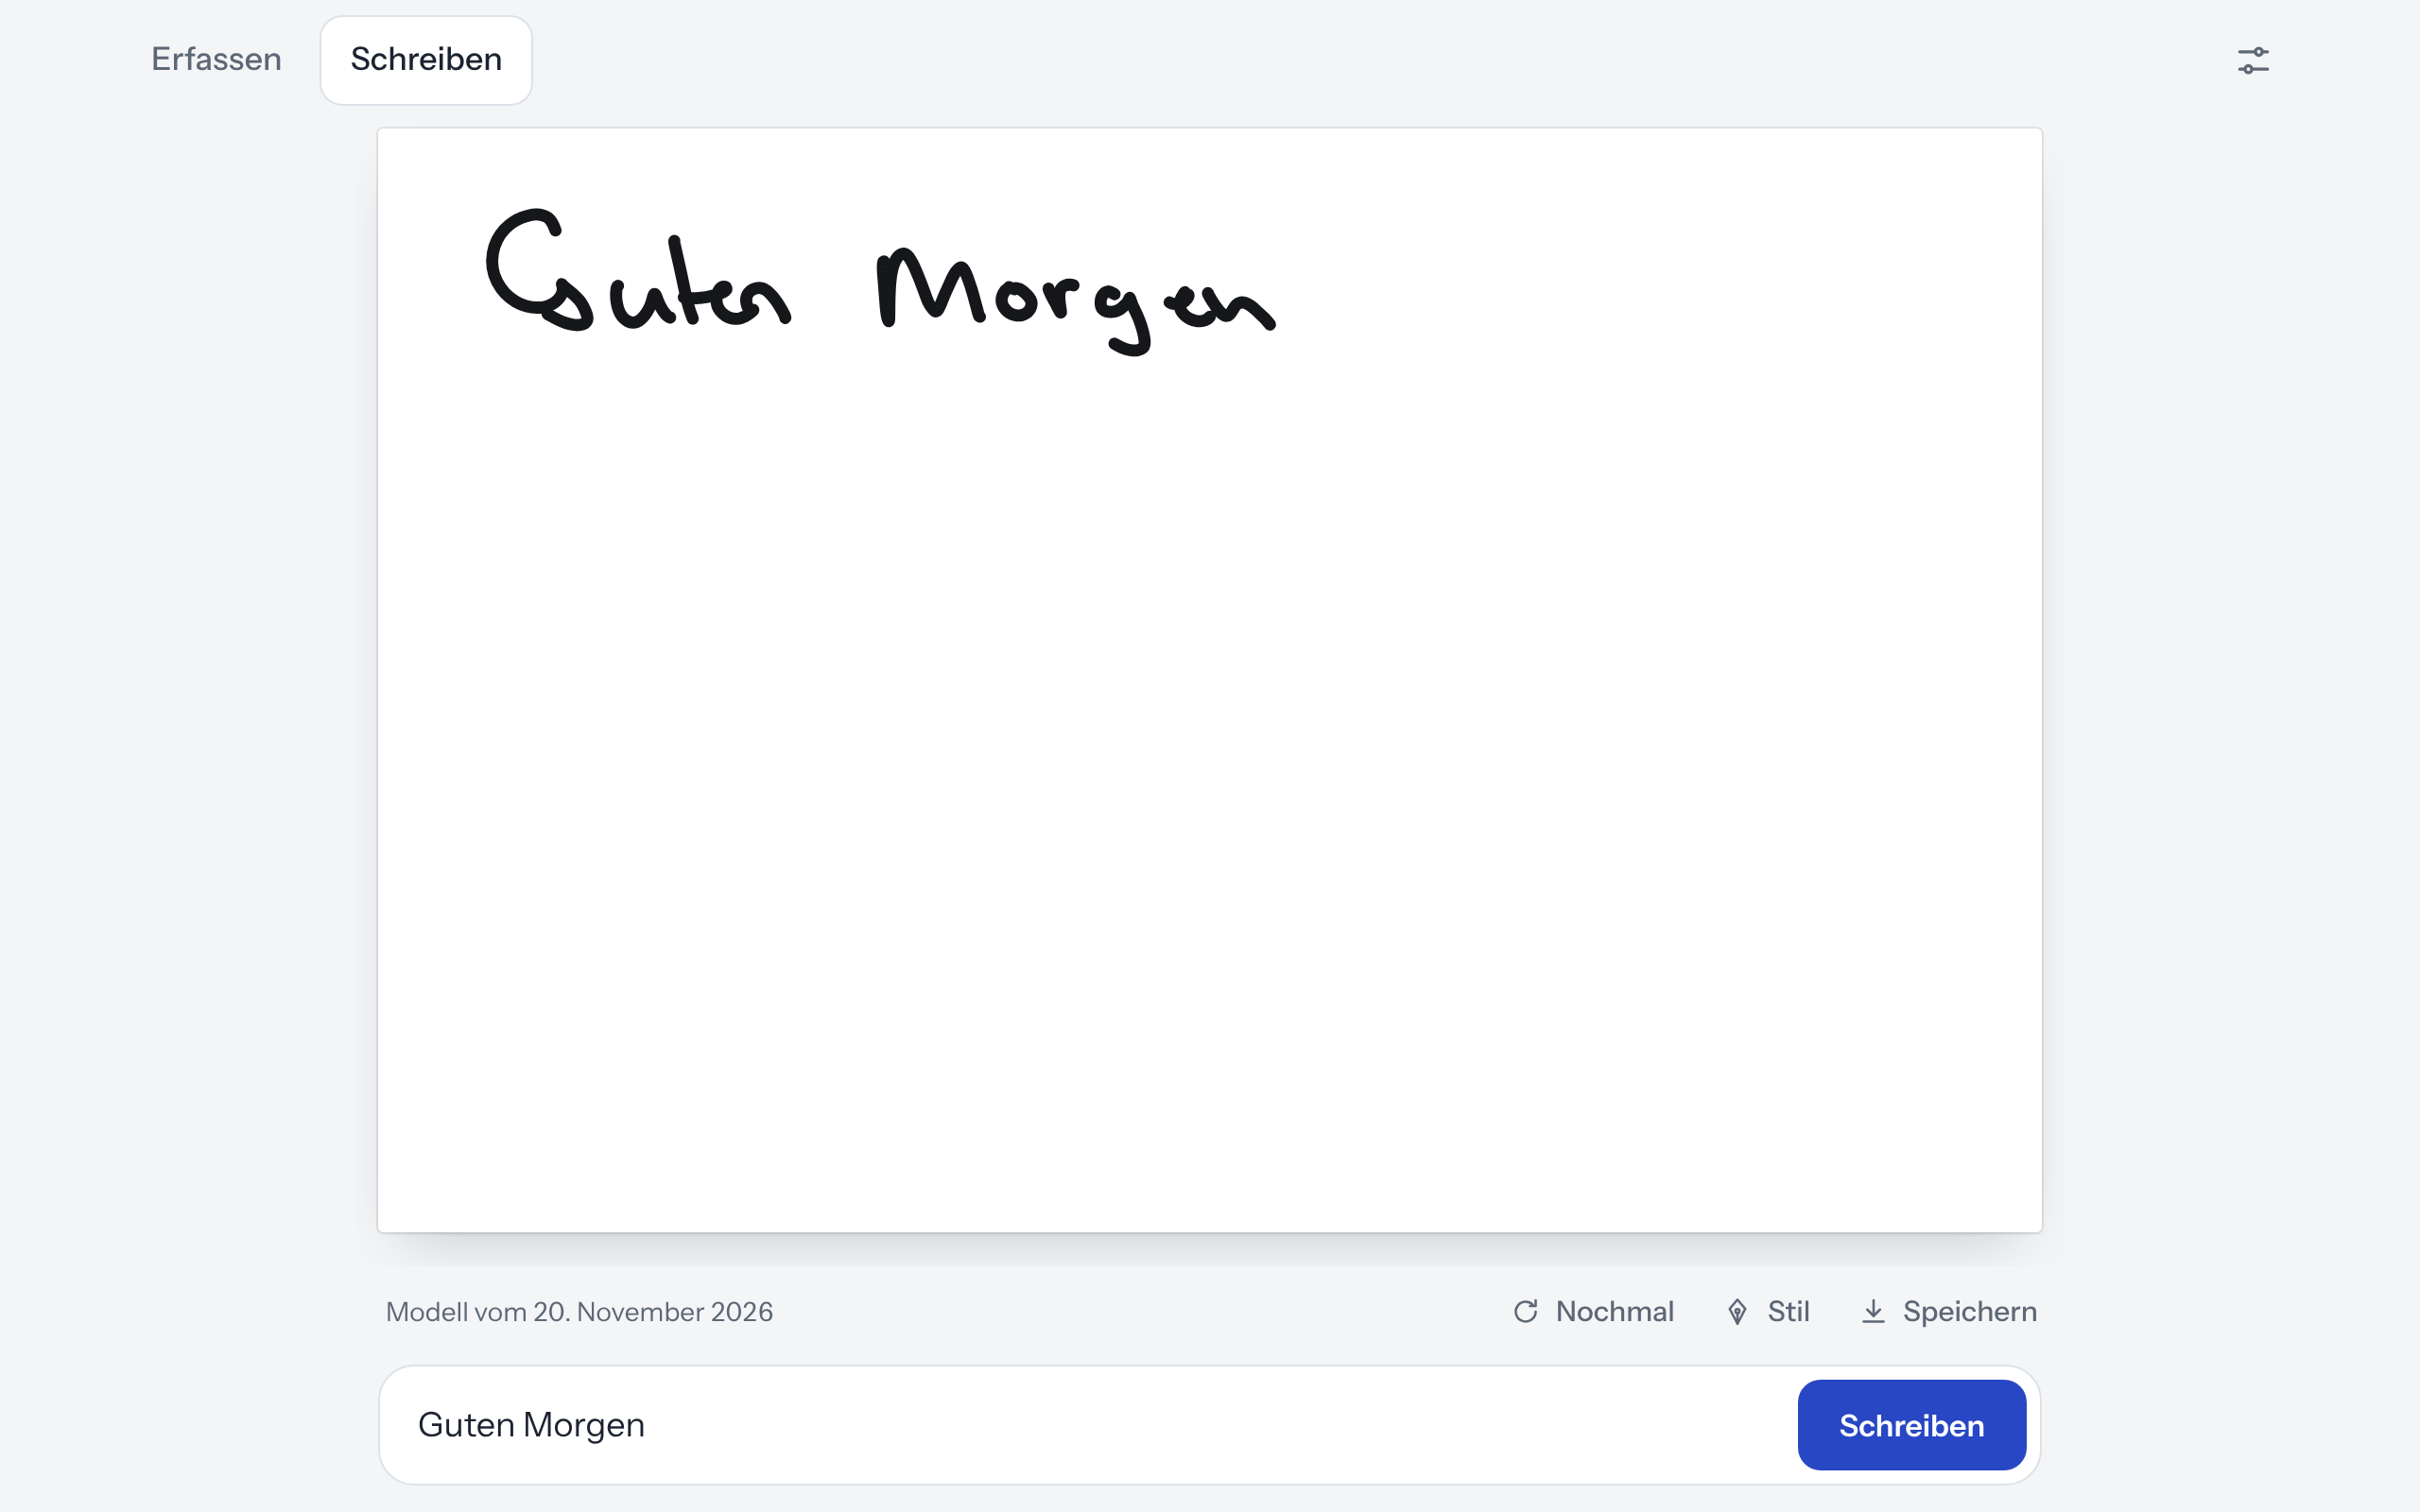 Erfassen Schreiben
Guten Morgen
Modell vom 20. November 2026 Nochmal Stil Speichern
Guten Morgen Schreiben